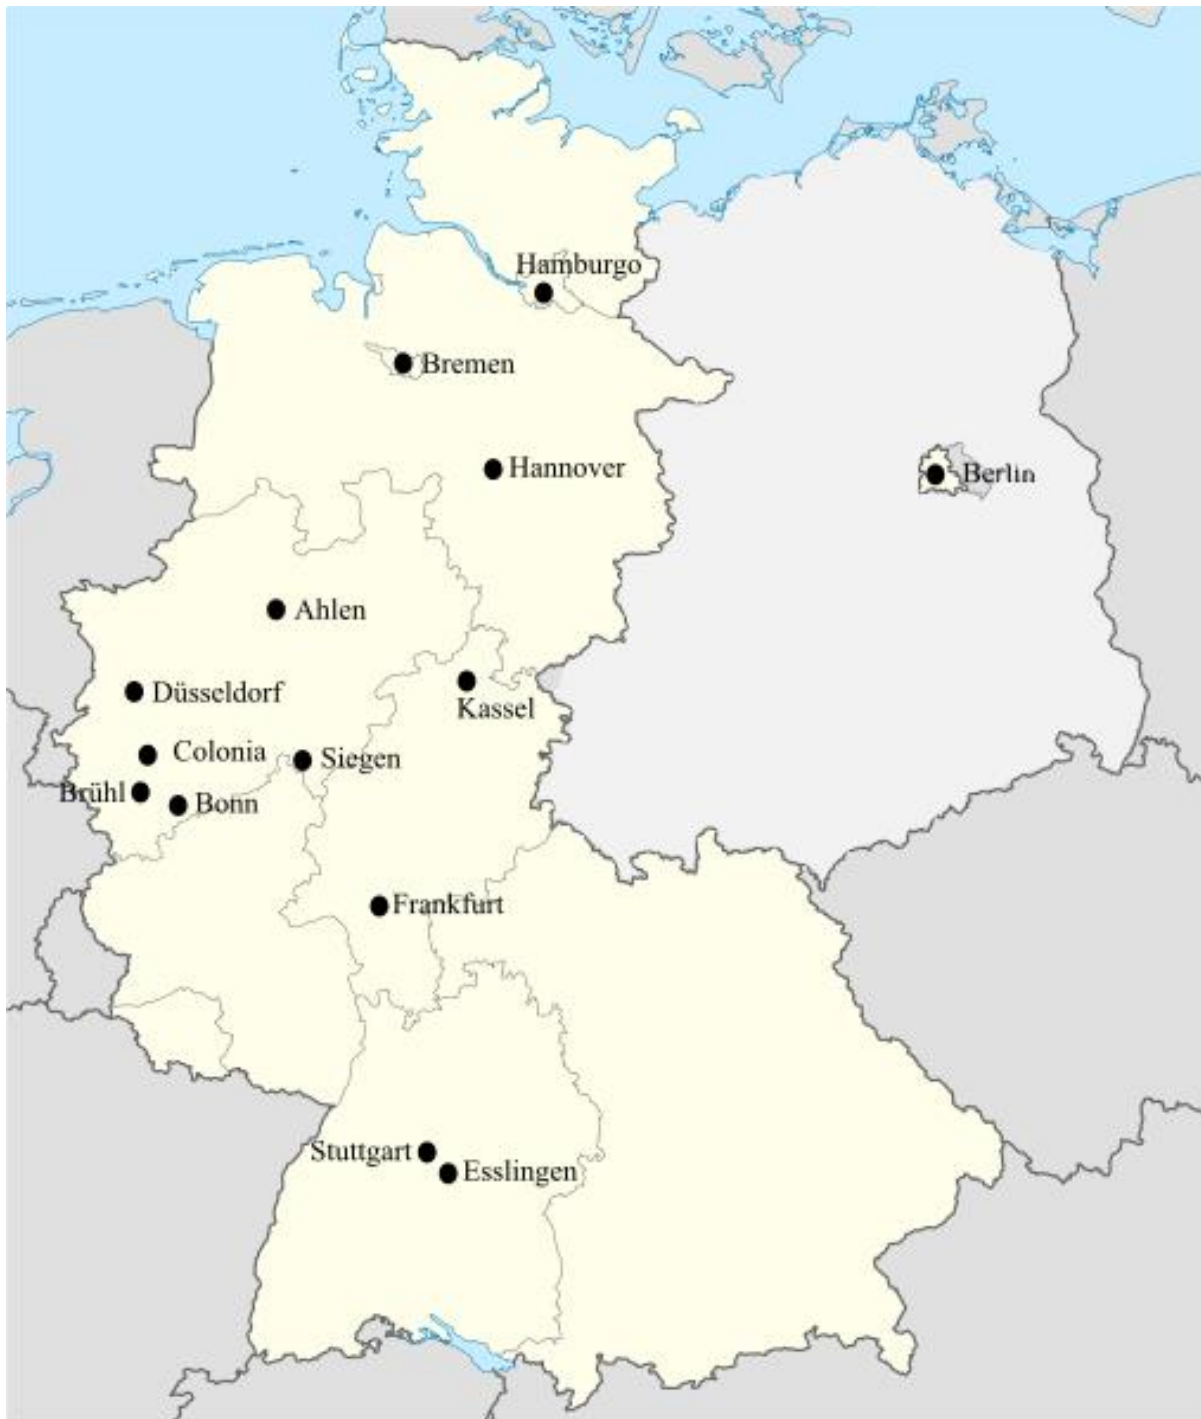 Hamburgo
Bremen
Hannover
Berlin
Ahlen
Düsseldorf
Kassel
Colonia
Siegen
Brühl
Bonn
Frankfurt
Stuttgart
Esslingen